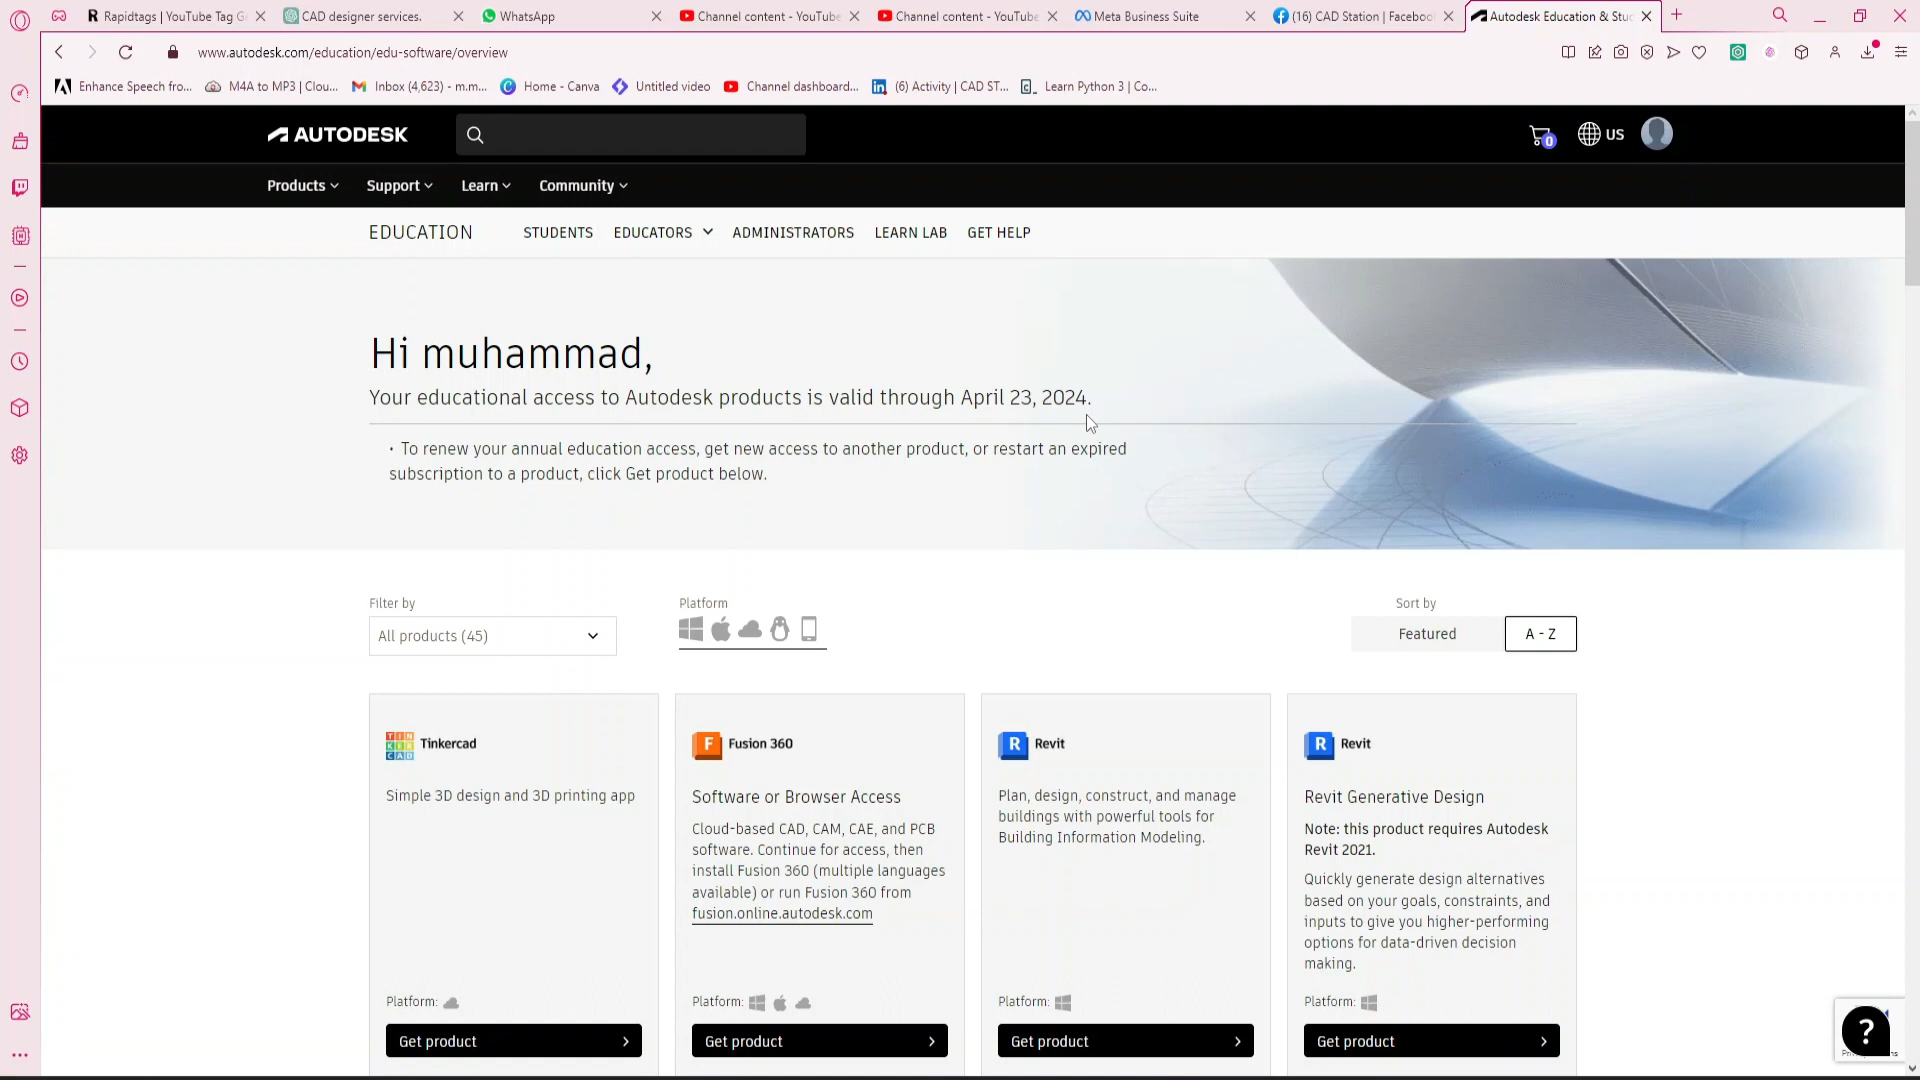 Rapidtags | YouTube Tag G
CAD designer services.
WhatsApp
Channel content - YouTube
Channel content - YouTube
Meta Business Suite
(16) CAD Station | Facebook
Autodesk Education & Stud
www.autodesk.com/education/edu-software/overview
Enhance Speech fro...
M4A to MP3 | Clou...
Inbox (4,623) - m.m...
Home - Canva
Untitled video
Channel dashboard...
(6) Activity | CAD ST...
Learn Python 3 | Co...
AUTODESK
0
US
Products
Support
Learn
Community
EDUCATION
STUDENTS
EDUCATORS
ADMINISTRATORS
LEARN LAB
GET HELP
Hi muhammad,
Your educational access to Autodesk products is valid through April 23, 2024.
· To renew your annual education access, get new access to another product, or restart an expired
subscription to a product, click Get product below.
Filter by
All products (45)
Platform
Sort by
Featured
A - Z
TINKERCAD
Tinkercad
Simple 3D design and 3D printing app
Platform:
Get product
F
Fusion 360
Software or Browser Access
Cloud-based CAD, CAM, CAE, and PCB
software. Continue for access, then
install Fusion 360 (multiple languages
available) or run Fusion 360 from
fusion.online.autodesk.com
Platform:
Get product
R
Revit
Plan, design, construct, and manage
buildings with powerful tools for
Building Information Modeling.
Platform:
Get product
R
Revit
Revit Generative Design
Note: this product requires Autodesk
Revit 2021.
Quickly generate design alternatives
based on your goals, constraints, and
inputs to give you higher-performing
options for data-driven decision
making.
Platform:
Get product
?